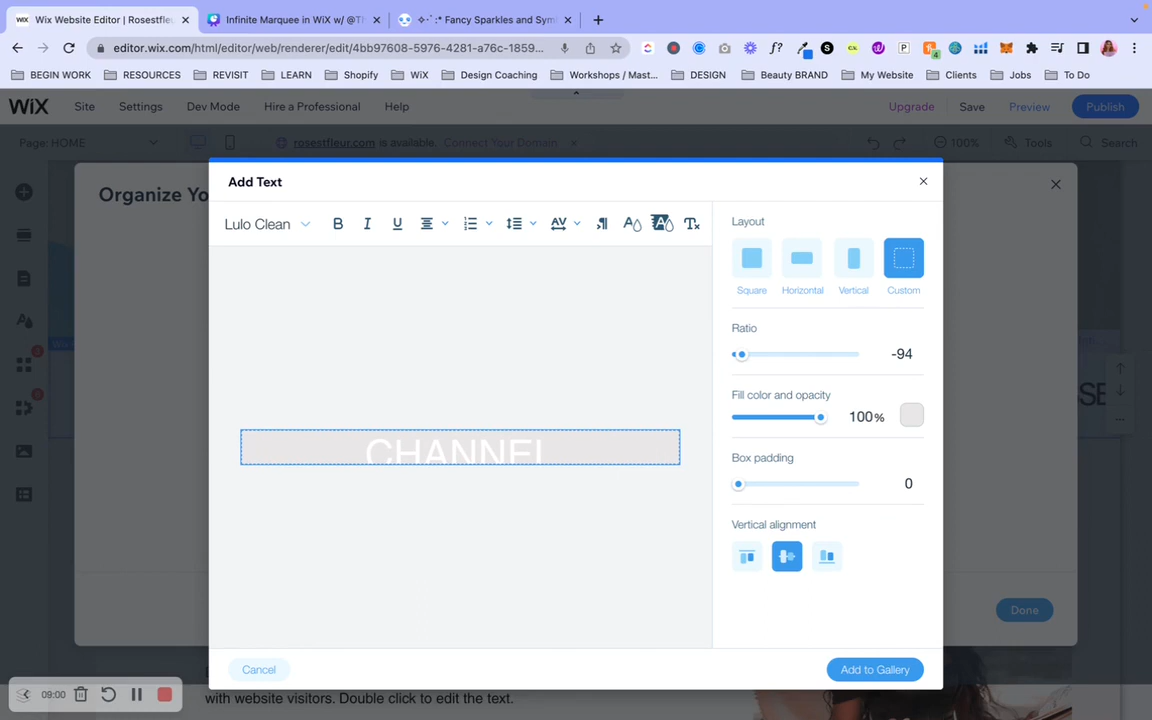 Wix Website Editor | Rosestfleu
Infinite Marquee in WiX w/ @Th
✧･ﾟ:* Fancy Sparkles and Sym
editor.wix.com/html/editor/web/renderer/edit/4bb97608-5976-4281-a76c-1859...
BEGIN WORK RESOURCES REVISIT LEARN Shopify WiX Design Coaching Workshops / Mast... DESIGN Beauty BRAND My Website Clients Jobs To Do
WiX Site Settings Dev Mode Hire a Professional Help Upgrade Save Preview Publish
Page: HOME rosestfleur.com is available. Connect Your Domain 100% Tools Search
Add Text
Organize Yo
Lulo Clean
Layout
Square Horizontal Vertical Custom
Ratio
-94
Fill color and opacity
100%
CHANNEL
Box padding
0
Vertical alignment
Done
Cancel Add to Gallery
09:00
with website visitors. Double click to edit the text.